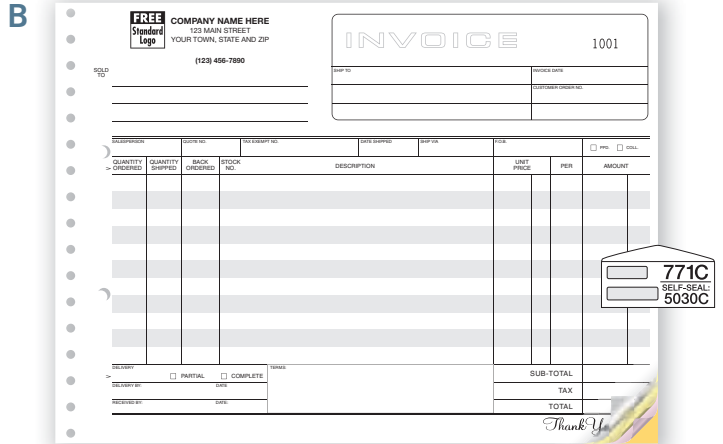 B
FREE
Standard
Logo
COMPANY NAME HERE
123 MAIN STREET
YOUR TOWN, STATE AND ZIP
(123) 456-7890
INVOICE
1001
SOLD
TO
SHIP TO
INVOICE DATE
CUSTOMER ORDER NO.
SALESPERSON QUOTE NO. TAX EXEMPT NO. DATE SHIPPED SHIP VIA F.O.B. PPD. COLL.
QUANTITY ORDERED QUANTITY SHIPPED BACK ORDERED STOCK NO. DESCRIPTION UNIT PRICE PER AMOUNT
771C
SELF-SEAL:
5030C
DELIVERY
PARTIAL COMPLETE
DELIVERY BY: DATE
RECEIVED BY: DATE:
TERMS:
SUB-TOTAL
TAX
TOTAL
Thank